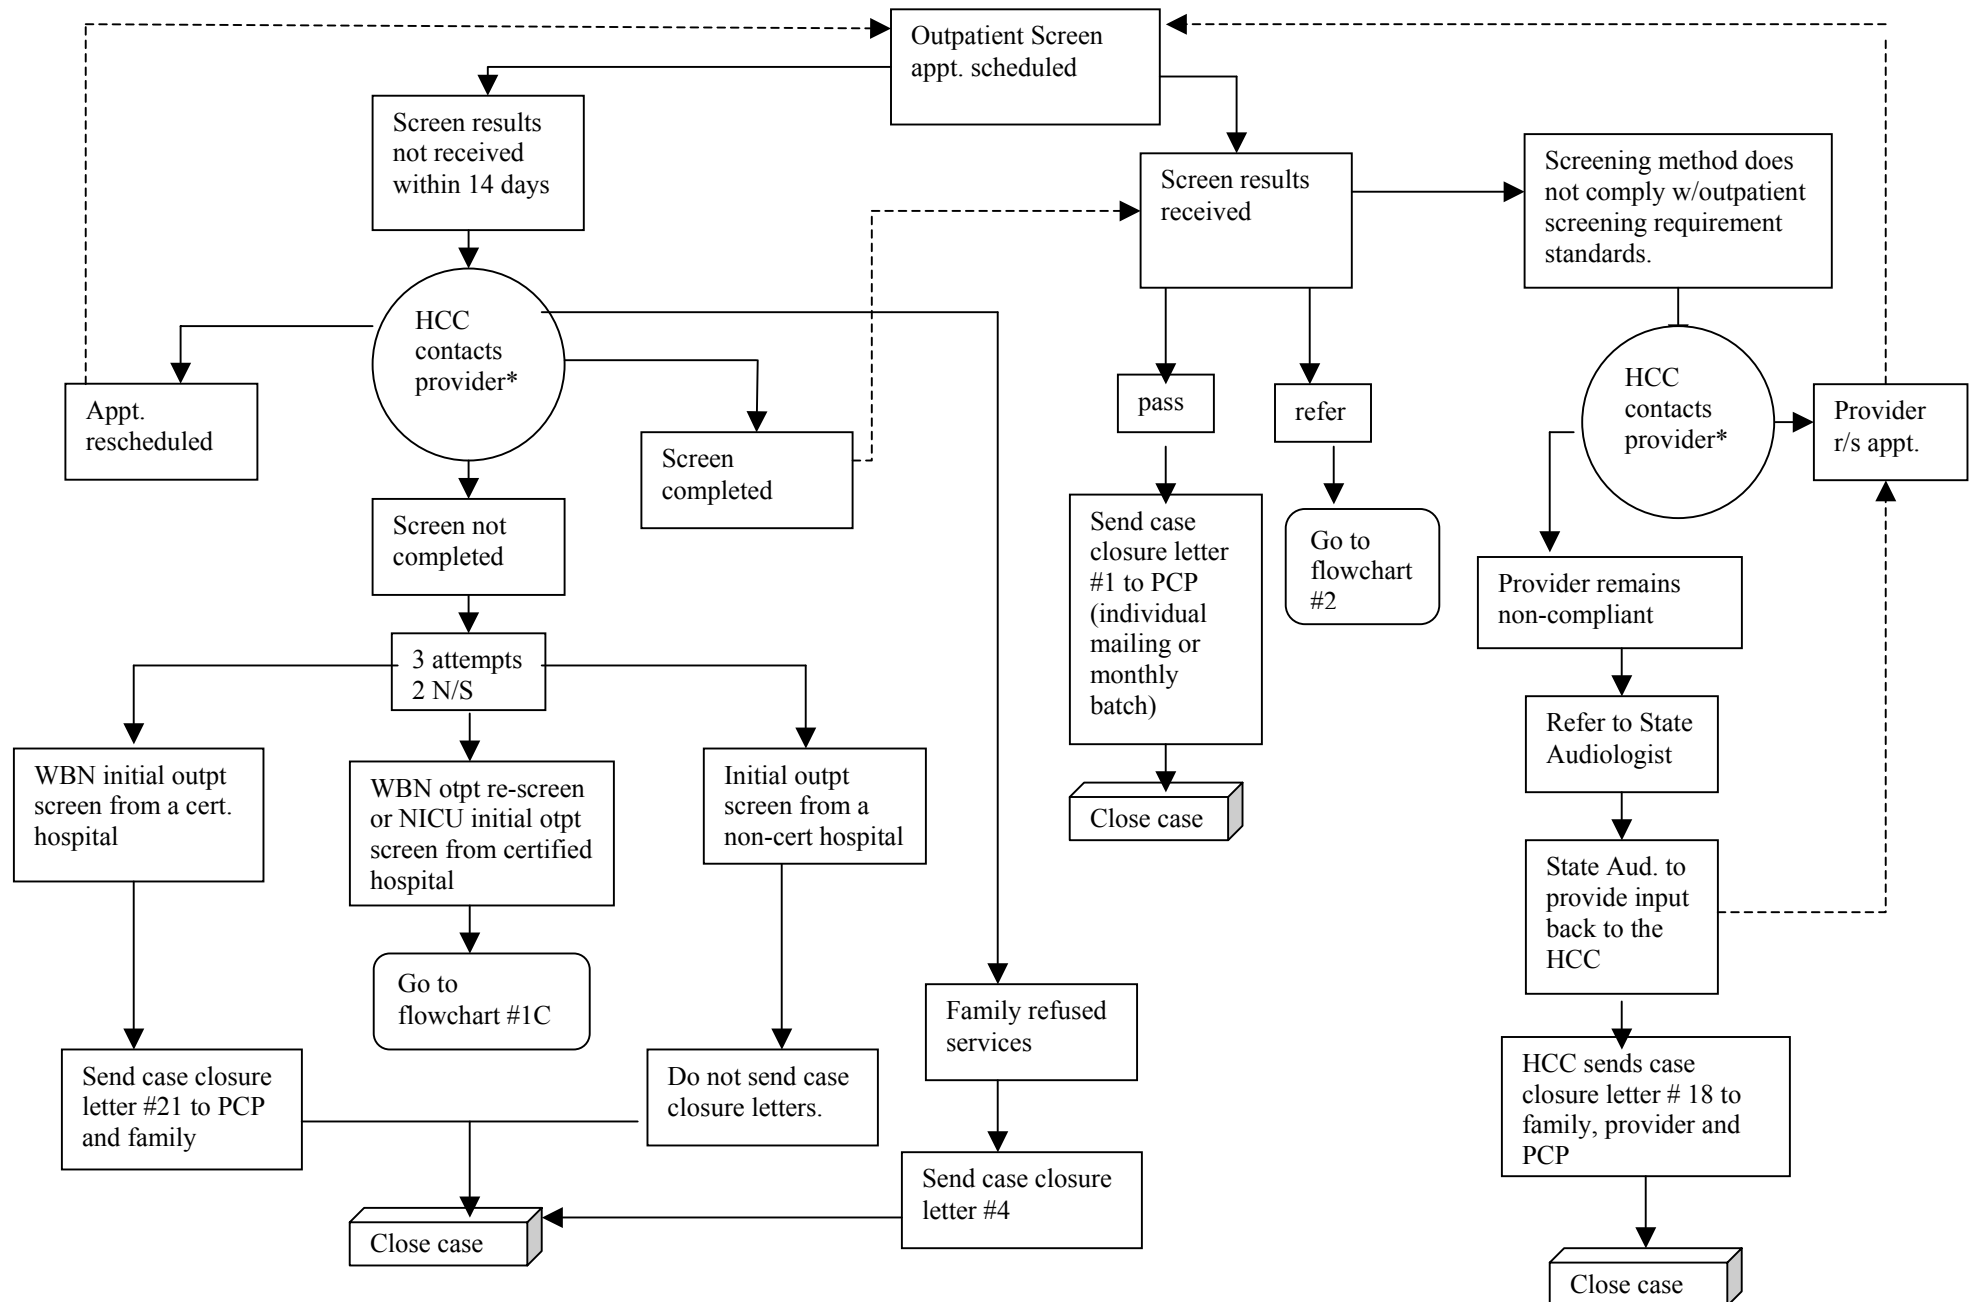 Outpatient Screen
appt. scheduled
Screen results
not received
within 14 days
Screen results
received
Screening method does
not comply w/outpatient
screening requirement
standards.
HCC
contacts
provider*
Appt.
rescheduled
Screen
completed
pass
refer
HCC
contacts
provider*
Provider
r/s appt.
Screen not
completed
Send case
closure letter
#1 to PCP
(individual
mailing or
monthly
batch)
Go to
flowchart
#2
Provider remains
non-compliant
3 attempts
2 N/S
Refer to State
Audiologist
WBN initial outpt
screen from a cert.
hospital
WBN otpt re-screen
or NICU initial otpt
screen from certified
hospital
Initial outpt
screen from a
non-cert hospital
Close case
State Aud. to
provide input
back to the
HCC
Go to
flowchart #1C
Family refused
services
Send case closure
letter #21 to PCP
and family
Do not send case
closure letters.
HCC sends case
closure letter # 18 to
family, provider and
PCP
Send case closure
letter #4
Close case
Close case